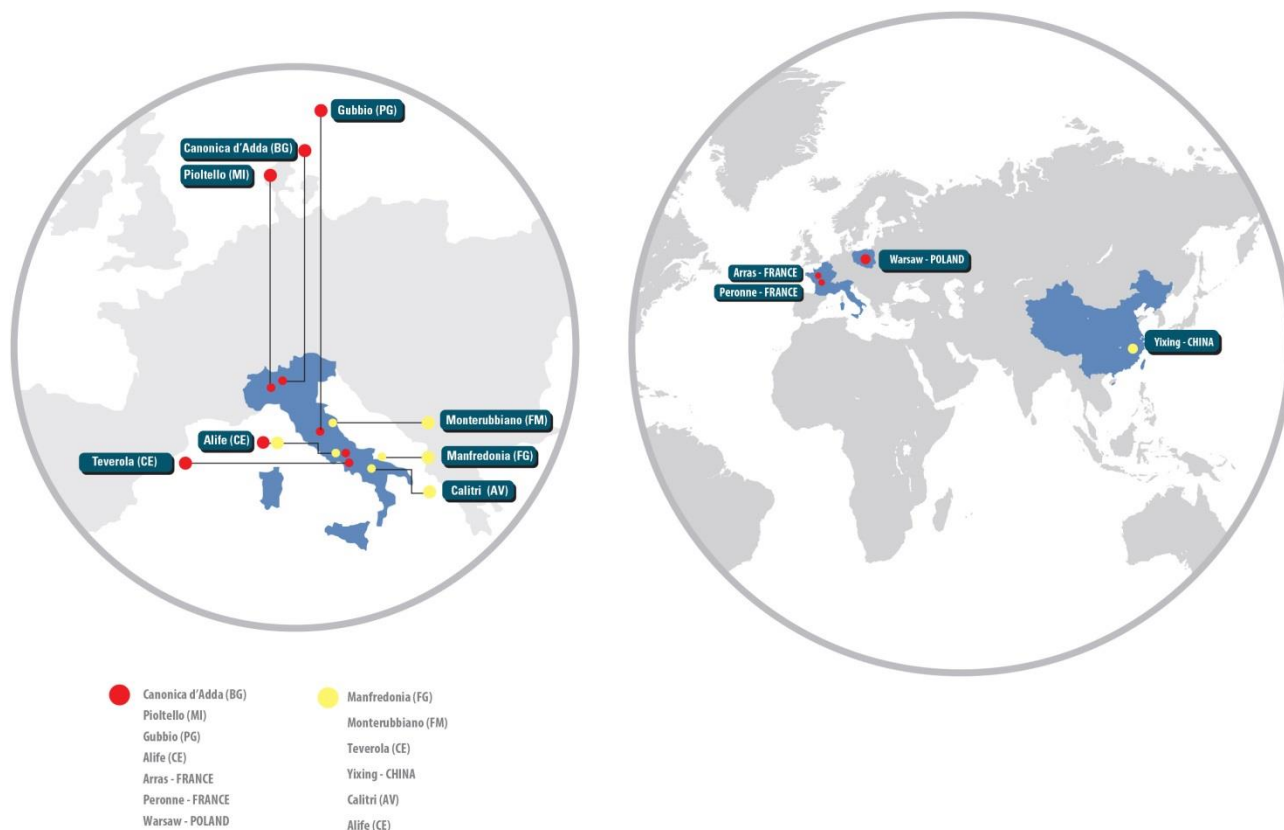 Gubbio (PG)
Canonica d'Adda (BG)
Pioltello (MI)
Monterubbiano (FM)
Alife (CE)
Manfredonia (FG)
Teverola (CE)
Calitri (AV)
Warsaw - POLAND
Arras - FRANCE
Peronne - FRANCE
Yixing - CHINA
Canonica d'Adda (BG)
Pioltello (MI)
Gubbio (PG)
Alife (CE)
Arras - FRANCE
Peronne - FRANCE
Warsaw - POLAND
Manfredonia (FG)
Monterubbiano (FM)
Teverola (CE)
Yixing - CHINA
Calitri (AV)
Alife (CE)